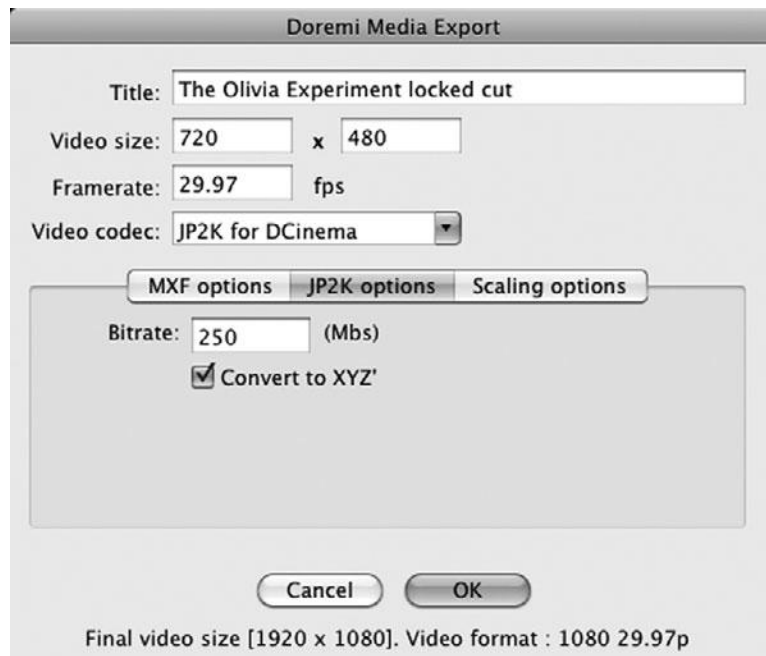 Doremi Media Export
Title: The Olivia Experiment locked cut
Video size: 720 x 480
Framerate: 29.97 fps
Video codec: JP2K for DCinema
MXF options JP2K options Scaling options
Bitrate: 250 (Mbs)
Convert to XYZ'
Cancel OK
Final video size [1920 x 1080]. Video format : 1080 29.97p